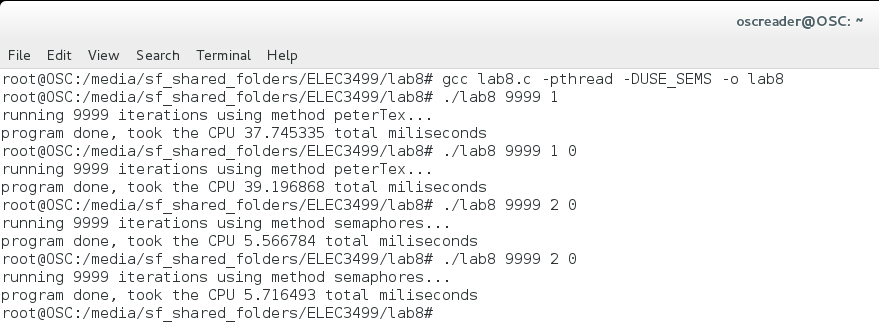 oscreader@OSC: ~
File Edit View Search Terminal Help
root@OSC:/media/sf_shared_folders/ELEC3499/lab8# gcc lab8.c -pthread -DUSE_SEMS -o lab8
root@OSC:/media/sf_shared_folders/ELEC3499/lab8# ./lab8 9999 1
running 9999 iterations using method peterTex...
program done, took the CPU 37.745335 total miliseconds
root@OSC:/media/sf_shared_folders/ELEC3499/lab8# ./lab8 9999 1 0
running 9999 iterations using method peterTex...
program done, took the CPU 39.196868 total miliseconds
root@OSC:/media/sf_shared_folders/ELEC3499/lab8# ./lab8 9999 2 0
running 9999 iterations using method semaphores...
program done, took the CPU 5.566784 total miliseconds
root@OSC:/media/sf_shared_folders/ELEC3499/lab8# ./lab8 9999 2 0
running 9999 iterations using method semaphores...
program done, took the CPU 5.716493 total miliseconds
root@OSC:/media/sf_shared_folders/ELEC3499/lab8#